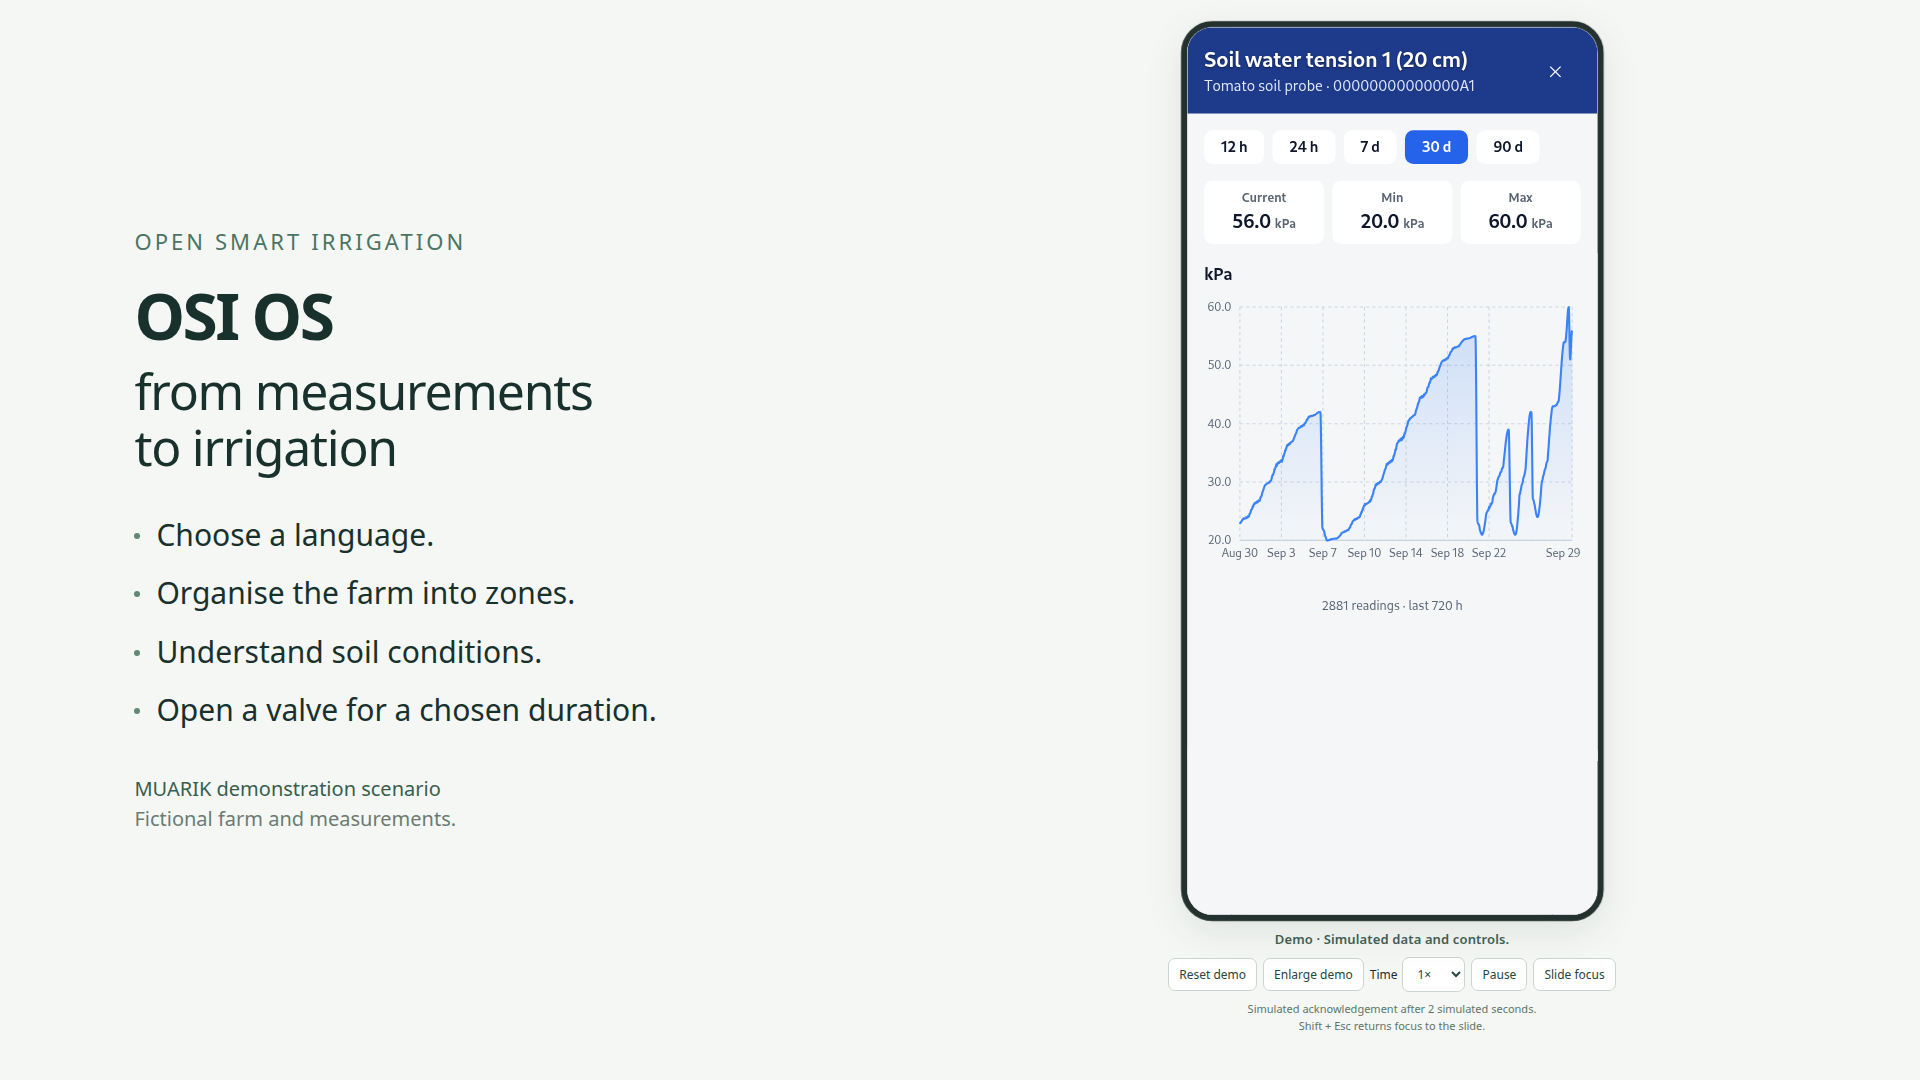 OPEN SMART IRRIGATION
OSI OS
from measurements
to irrigation
• Choose a language.
• Organise the farm into zones.
• Understand soil conditions.
• Open a valve for a chosen duration.
MUARIK demonstration scenario
Fictional farm and measurements.
Soil water tension 1 (20 cm)
Tomato soil probe · 00000000000000A1
×
12 h 24 h 7 d 30 d 90 d
Current Min Max
56.0 kPa 20.0 kPa 60.0 kPa
kPa
60.0
50.0
40.0
30.0
20.0
Aug 30 Sep 3 Sep 7 Sep 10 Sep 14 Sep 18 Sep 22 Sep 29
2881 readings · last 720 h
Demo · Simulated data and controls.
Reset demo Enlarge demo Time 1× Pause Slide focus
Simulated acknowledgement after 2 simulated seconds.
Shift + Esc returns focus to the slide.